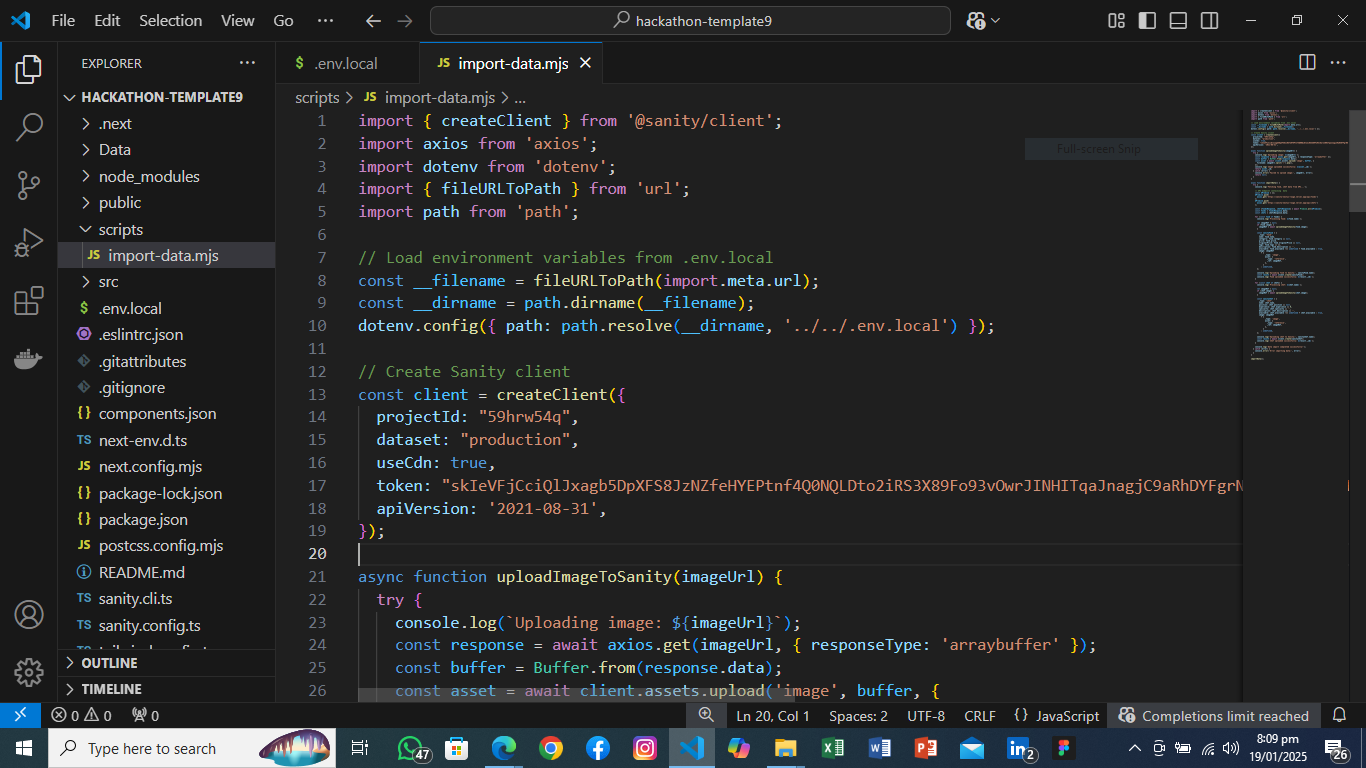 File Edit Selection View Go ··· hackathon-template9
EXPLORER ···
.env.local
JS import-data.mjs
HACKATHON-TEMPLATE9
.next
Data
node_modules
public
scripts
JS import-data.mjs
src
$ .env.local
.eslintrc.json
.gitattributes
.gitignore
{} components.json
TS next-env.d.ts
JS next.config.mjs
{} package-lock.json
{} package.json
JS postcss.config.mjs
README.md
TS sanity.cli.ts
TS sanity.config.ts
OUTLINE
TIMELINE
scripts > JS import-data.mjs > ...
Full-screen Snip
1 import { createClient } from '@sanity/client';
2 import axios from 'axios';
3 import dotenv from 'dotenv';
4 import { fileURLToPath } from 'url';
5 import path from 'path';
6
7 // Load environment variables from .env.local
8 const __filename = fileURLToPath(import.meta.url);
9 const __dirname = path.dirname(__filename);
10 dotenv.config({ path: path.resolve(__dirname, '../../.env.local') });
11
12 // Create Sanity client
13 const client = createClient({
14 projectId: "59hrw54q",
15 dataset: "production",
16 useCdn: true,
17 token: "skIeVFjCciQlJxagb5DpXFS8JzNZfeHYEPtnf4Q0NQLDto2iRS3X89Fo93vOwrJINHITqaJnagjC9aRhDYFgrN
18 apiVersion: '2021-08-31',
19 });
20
21 async function uploadImageToSanity(imageUrl) {
22 try {
23 console.log(`Uploading image: ${imageUrl}`);
24 const response = await axios.get(imageUrl, { responseType: 'arraybuffer' });
25 const buffer = Buffer.from(response.data);
26 const asset = await client.assets.upload('image', buffer, {
0 0 0 Ln 20, Col 1 Spaces: 2 UTF-8 CRLF {} JavaScript Completions limit reached
Type here to search 47 2 8:09 pm
19/01/2025 26